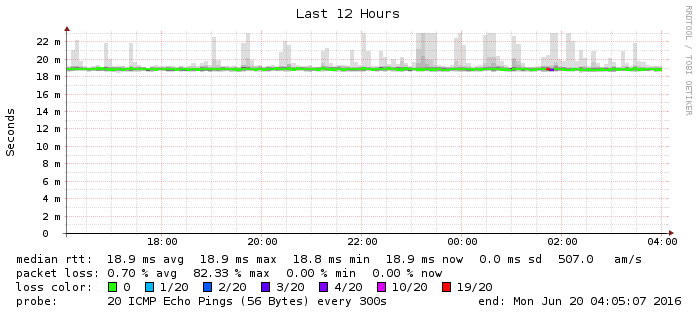 Last 12 Hours
RRDTOOL / TOBI OETIKER
Seconds
22 m
20 m
18 m
16 m
14 m
12 m
10 m
8 m
6 m
4 m
2 m
0
18:00 20:00 22:00 00:00 02:00 04:00
median rtt: 18.9 ms avg 18.9 ms max 18.8 ms min 18.9 ms now 0.0 ms sd 507.0 am/s
packet loss: 0.70 % avg 82.33 % max 0.00 % min 0.00 % now
loss color: 0 1/20 2/20 3/20 4/20 10/20 19/20
probe: 20 ICMP Echo Pings (56 Bytes) every 300s end: Mon Jun 20 04:05:07 2016